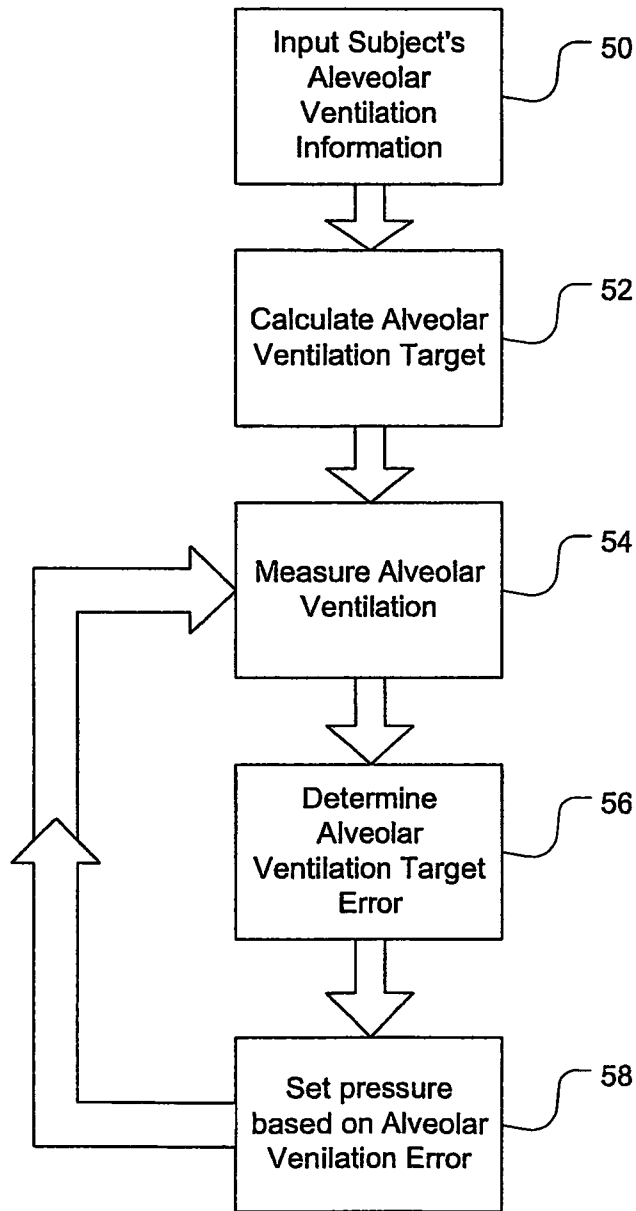 Input Subject's
Aleveolar
Ventilation
Information
50
Calculate Alveolar
Ventilation Target
52
Measure Alveolar
Ventilation
54
Determine
Alveolar
Ventilation Target
Error
56
Set pressure
based on Alveolar
Venilation Error
58